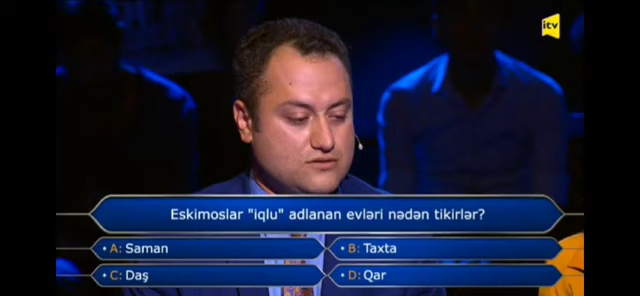 itv
Eskimoslar "iqlu" adlanan evləri nədən tikirlər?
A: Saman
B: Taxta
C: Daş
D: Qar